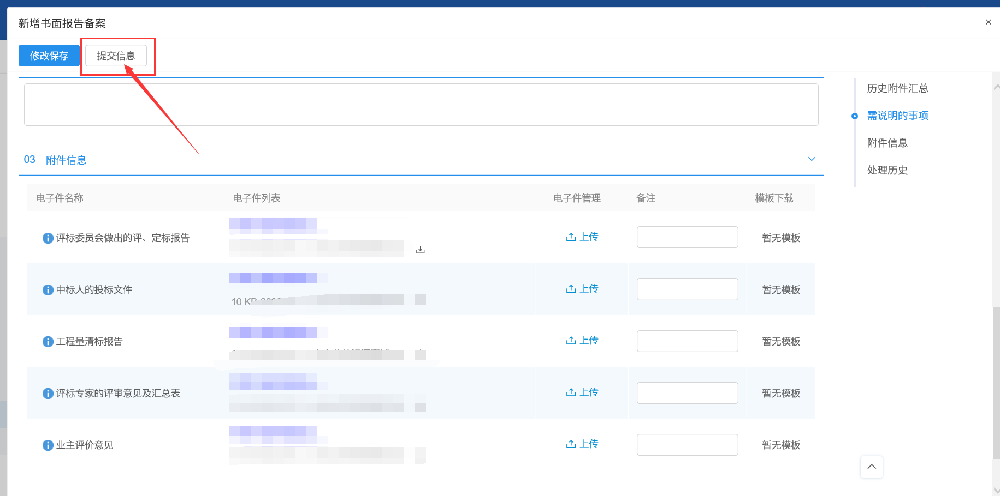 新增书面报告备案
修改保存 提交信息
历史附件汇总
需说明的事项
附件信息
处理历史
03 附件信息
电子件名称 电子件列表 电子件管理 备注 模板下载
评标委员会做出的评、定标报告 上传 暂无模板
中标人的投标文件 10 KB 上传 暂无模板
工程量清标报告 上传 暂无模板
评标专家的评审意见及汇总表 上传 暂无模板
业主评价意见 上传 暂无模板